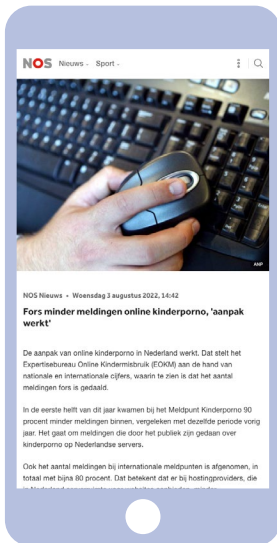 NOS Nieuws Sport
ANP
NOS Nieuws • Woensdag 3 augustus 2022, 14:42
Fors minder meldingen online kinderporno, 'aanpak
werkt'
De aanpak van online kinderporno in Nederland werkt. Dat stelt het
Expertisebureau Online Kindermisbruik (EOKM) aan de hand van
nationale en internationale cijfers, waarin te zien is dat het aantal
meldingen fors is gedaald.
In de eerste helft van dit jaar kwamen bij het Meldpunt Kinderporno 90
procent minder meldingen binnen, vergeleken met dezelfde periode vorig
jaar. Het gaat om meldingen die door het publiek zijn gedaan over
kinderporno op Nederlandse servers.
Ook het aantal meldingen bij internationale meldpunten is afgenomen, in
totaal met bijna 80 procent. Dat betekent dat er bij hostingproviders, die